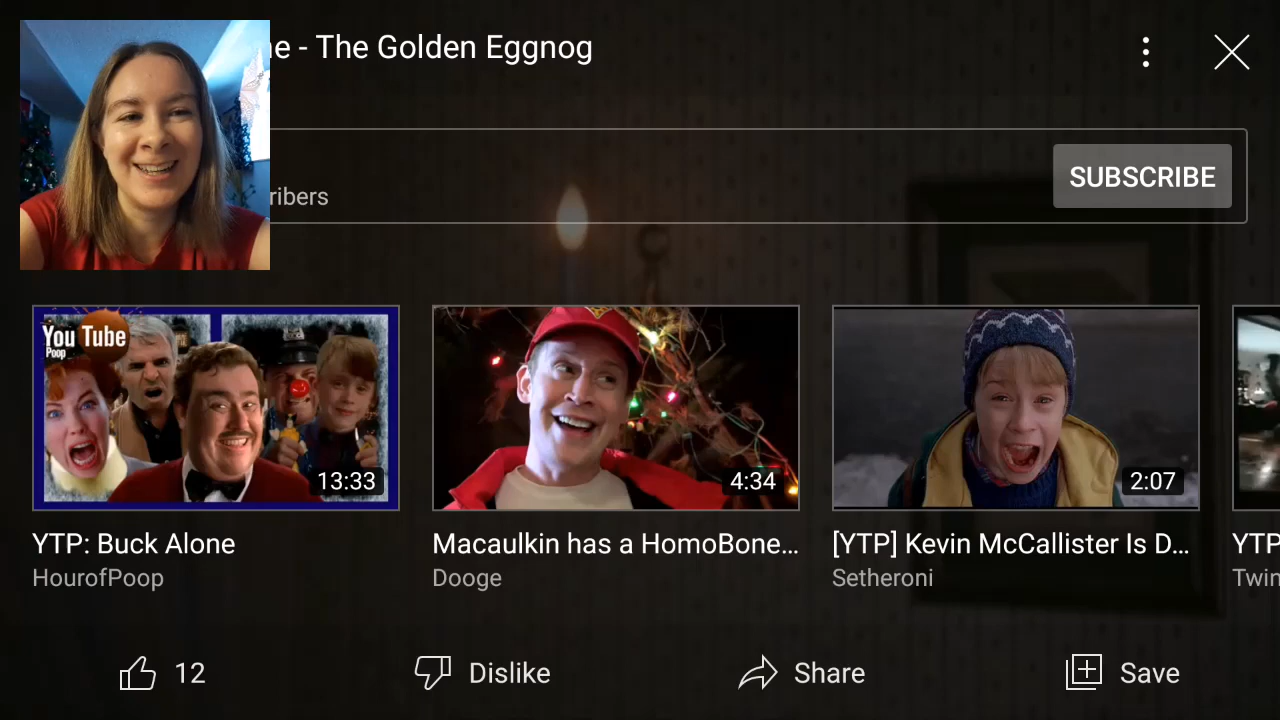 ne - The Golden Eggnog
SUBSCRIBE
ribers
You Tube
Poop
13:33
4:34
2:07
YTP: Buck Alone
Macaulkin has a HomoBone...
[YTP] Kevin McCallister Is D...
YTP
HourofPoop
Dooge
Setheroni
Twin
12
Dislike
Share
Save